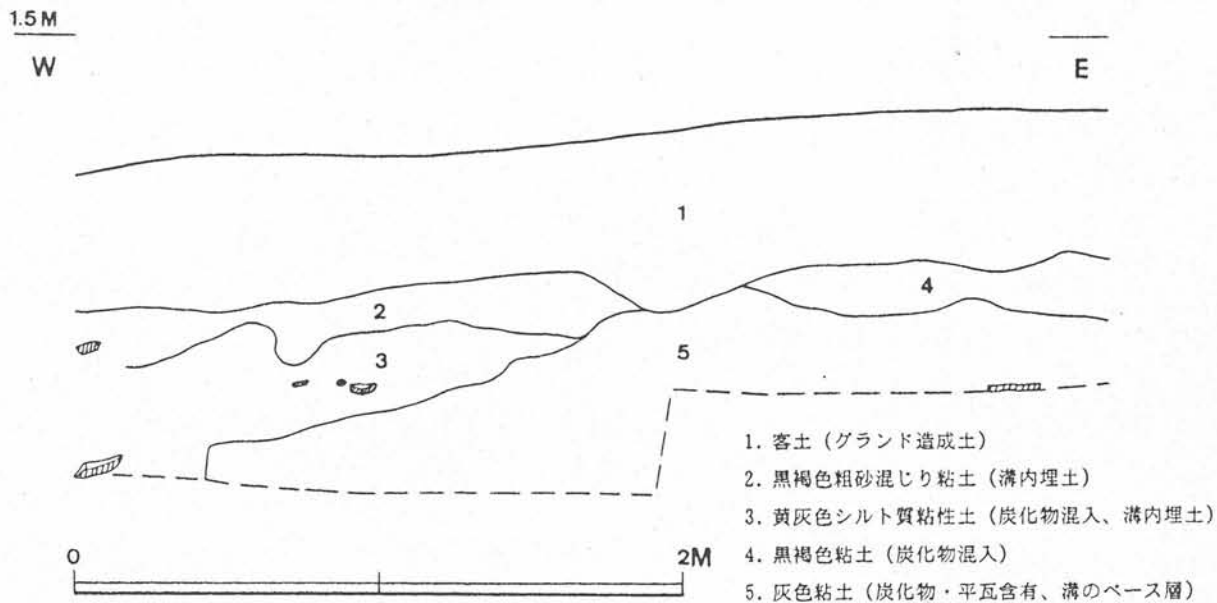 1.5M
W
E
1
2
4
3
5
1. 客土（グランド造成土）
2. 黒褐色粗砂混じり粘土（溝内埋土）
3. 黄灰色シルト質粘性土（炭化物混入、溝内埋土）
4. 黒褐色粘土（炭化物混入）
5. 灰色粘土（炭化物・平瓦含有、溝のベース層）
0
2M